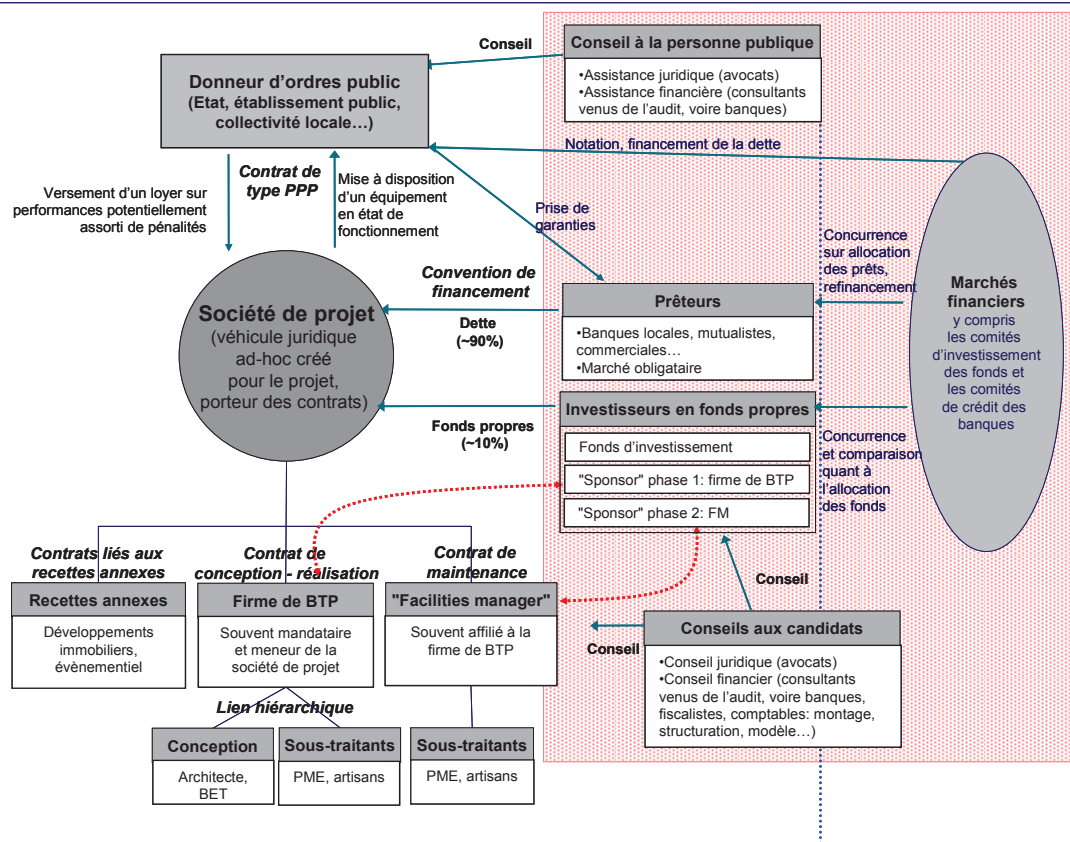 Conseil
Conseil à la personne publique
•Assistance juridique (avocats)
•Assistance financière (consultants
venus de l'audit, voire banques)
Donneur d'ordres public
(Etat, établissement public,
collectivité locale…)
Notation, financement de la dette
Versement d'un loyer sur
performances potentiellement
assorti de pénalités
Contrat de
type PPP
Mise à disposition
d'un équipement
en état de
fonctionnement
Prise de
garanties
Concurrence
sur allocation
des prêts,
refinancement
Marchés
financiers
y compris
les comités
d'investissement
des fonds et
les comités
de crédit des
banques
Société de projet
(véhicule juridique
ad-hoc créé
pour le projet,
porteur des contrats)
Convention de
financement
Dette
(~90%)
Prêteurs
•Banques locales, mutualistes,
commerciales…
•Marché obligataire
Fonds propres
(~10%)
Investisseurs en fonds propres
Fonds d'investissement
"Sponsor" phase 1: firme de BTP
"Sponsor" phase 2: FM
Concurrence
et comparaison
quant à
l'allocation
des fonds
Contrats liés aux
recettes annexes
Contrat de
conception - réalisation
Contrat de
maintenance
Recettes annexes
Développements
immobiliers,
évènementiel
Firme de BTP
Souvent mandataire
et meneur de la
société de projet
"Facilities manager"
Souvent affilié à la
firme de BTP
Conseil
Conseil
Conseils aux candidats
•Conseil juridique (avocats)
•Conseil financier (consultants
venus de l'audit, voire banques,
fiscalistes, comptables: montage,
structuration, modèle…)
Lien hiérarchique
Conception
Architecte,
BET
Sous-traitants
PME, artisans
Sous-traitants
PME, artisans